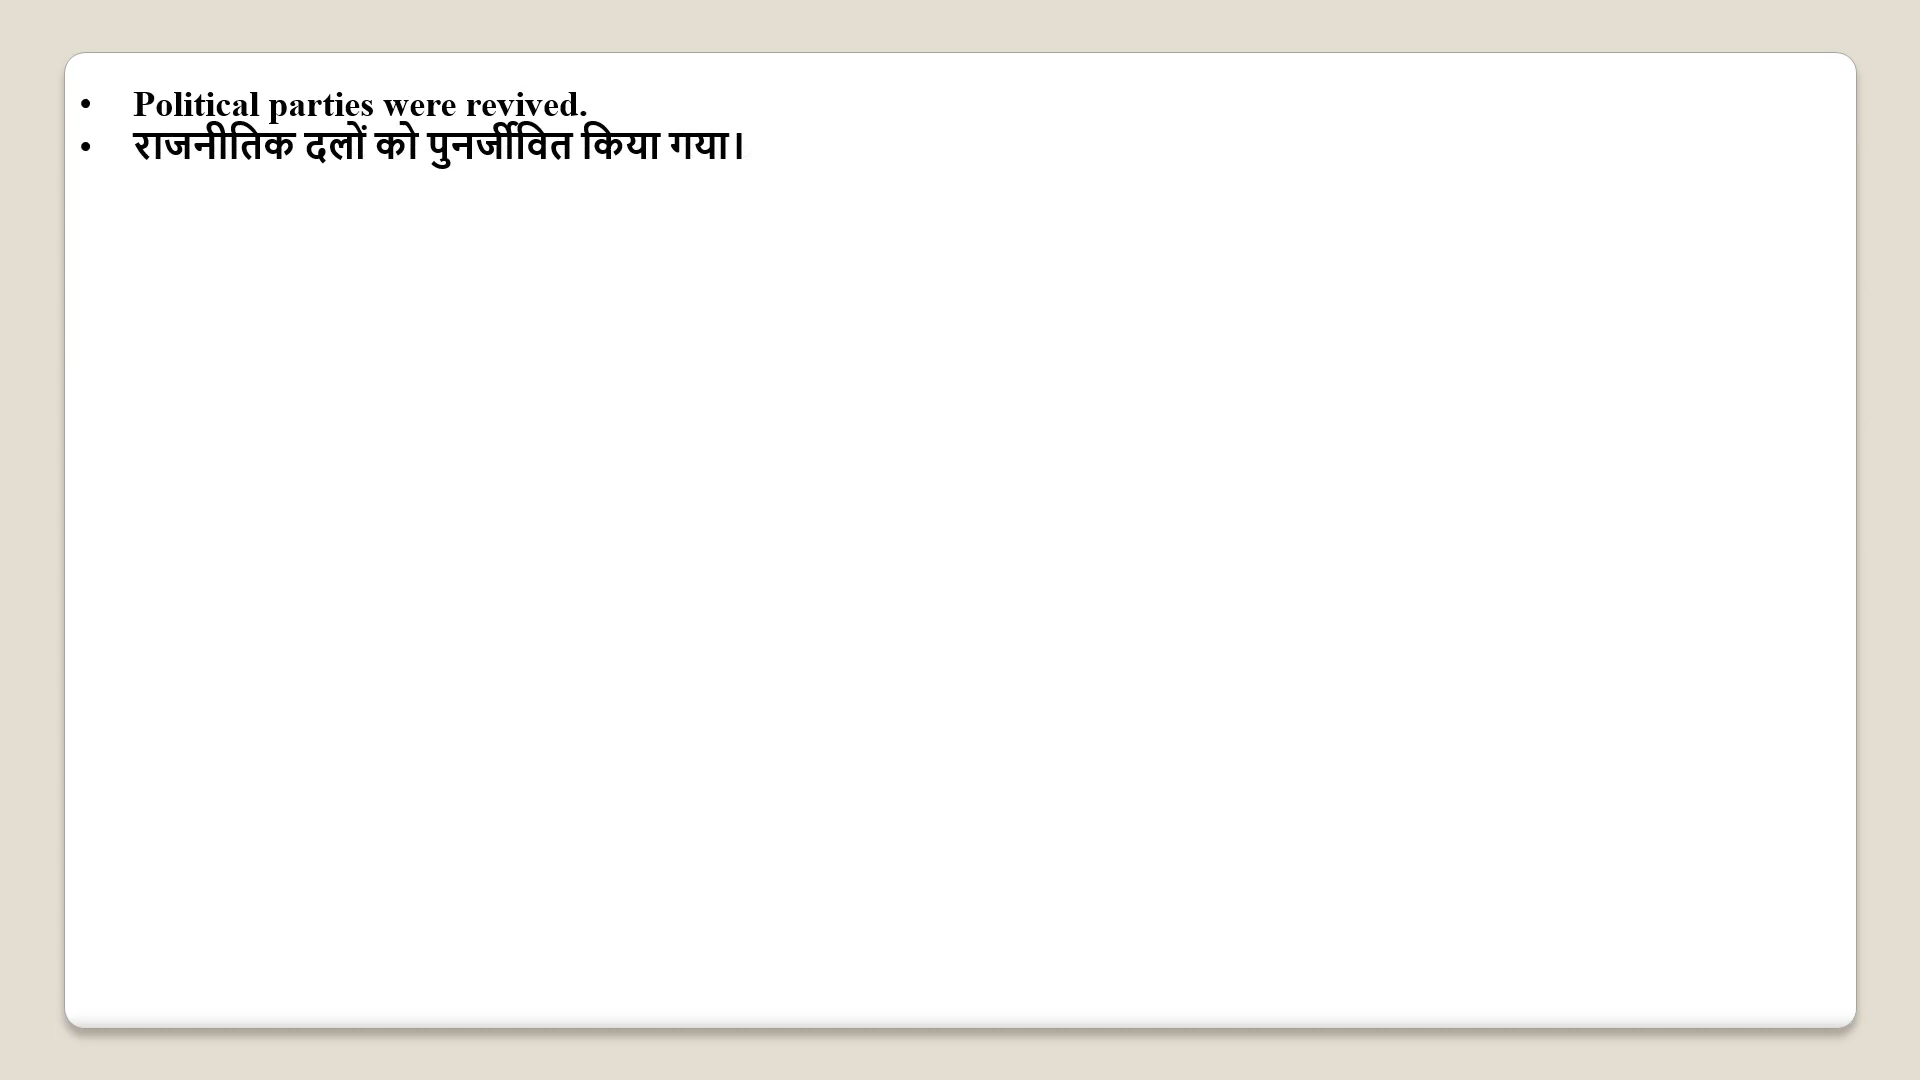 • Political parties were revived.
• राजनीतिक दलों को पुनर्जीवित किया गया।